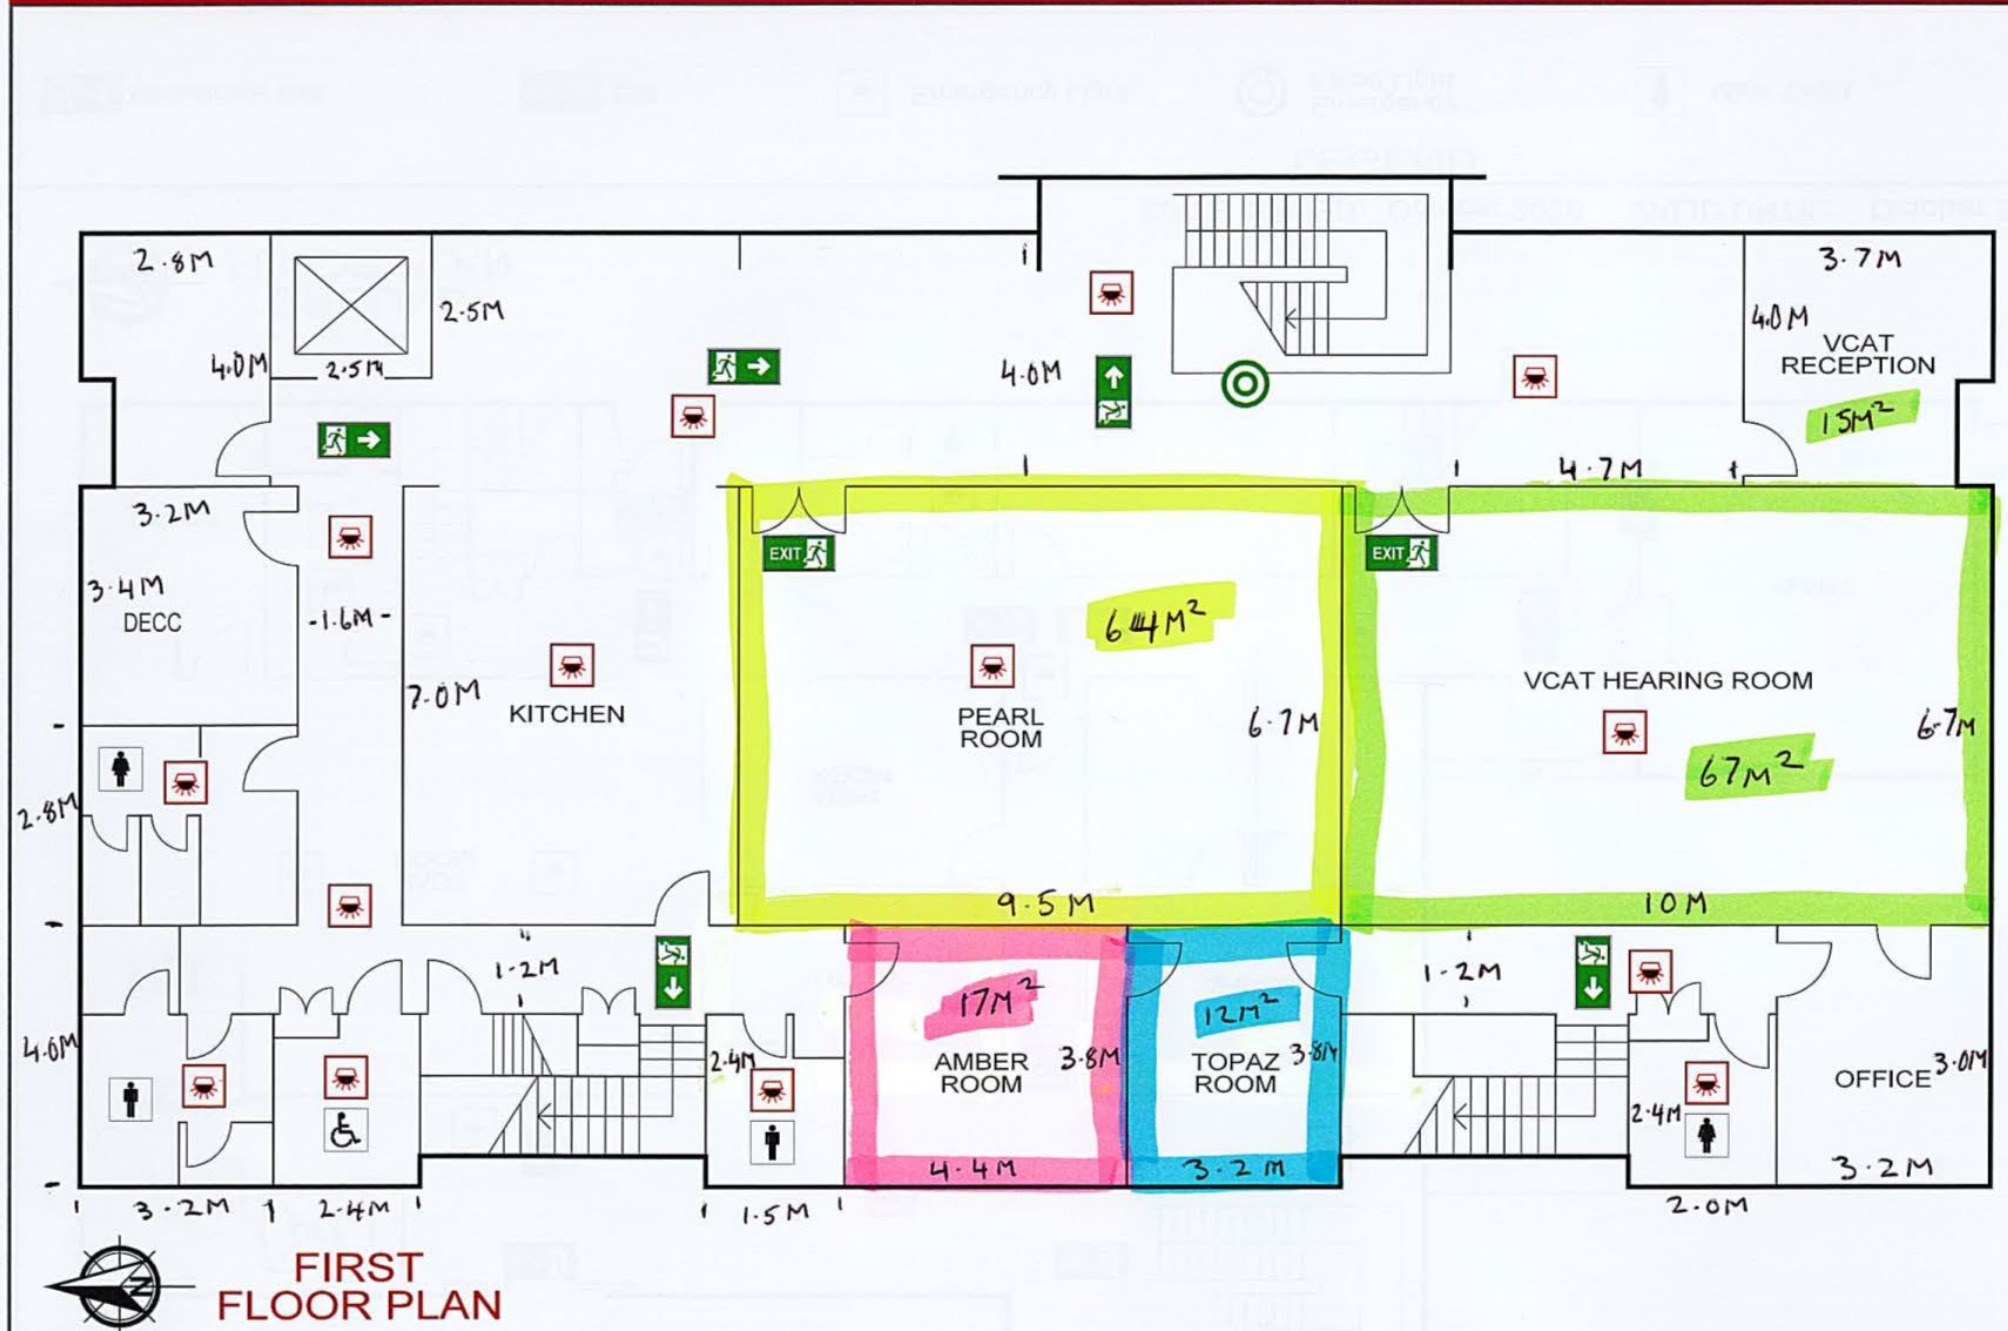 2.8M
3.7M
2.5M
4.0M
VCAT
RECEPTION
4.0M
2.5M
4.0M
15M²
4.7M
3.2M
EXIT
EXIT
3.4M
DECC
-1.6M-
64M²
7.0M
KITCHEN
PEARL
ROOM
6.7M
VCAT HEARING ROOM
6.7M
67M²
2.8M
9.5M
10M
1.2M
1.2M
17M²
12M²
4.0M
2.4M
AMBER
ROOM
3.8M
TOPAZ
ROOM
3.8M
OFFICE
3.0M
2.4M
4.4M
3.2M
3.2M
3.2M
2.4M
1.5M
2.0M
N
FIRST
FLOOR PLAN